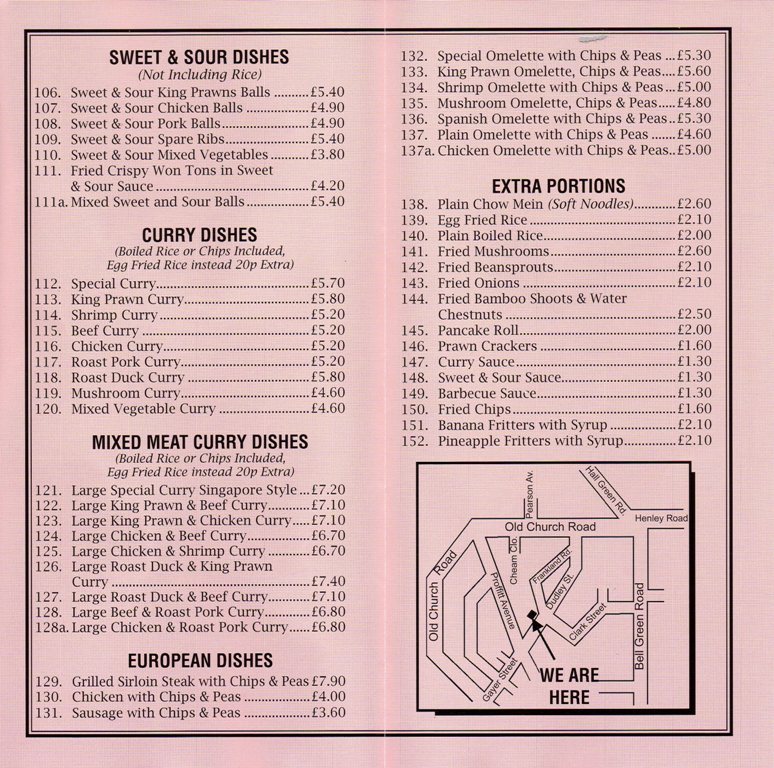 SWEET & SOUR DISHES
(Not Including Rice)
106. Sweet & Sour King Prawns Balls .........£5.40
107. Sweet & Sour Chicken Balls ..............£4.90
108. Sweet & Sour Pork Balls....................£4.90
109. Sweet & Sour Spare Ribs...................£5.40
110. Sweet & Sour Mixed Vegetables ..........£3.80
111. Fried Crispy Won Tons in Sweet
& Sour Sauce ....................................£4.20
111a. Mixed Sweet and Sour Balls...............£5.40
CURRY DISHES
(Boiled Rice or Chips Included,
Egg Fried Rice instead 20p Extra)
112. Special Curry....................................£5.70
113. King Prawn Curry.............................£5.80
114. Shrimp Curry ...................................£5.20
115. Beef Curry .......................................£5.20
116. Chicken Curry..................................£5.20
117. Roast Pork Curry..............................£5.20
118. Roast Duck Curry .............................£5.80
119. Mushroom Curry..............................£4.60
120. Mixed Vegetable Curry .....................£4.60
MIXED MEAT CURRY DISHES
(Boiled Rice or Chips Included,
Egg Fried Rice instead 20p Extra)
121. Large Special Curry Singapore Style ...£7.20
122. Large King Prawn & Beef Curry..........£7.10
123. Large King Prawn & Chicken Curry....£7.10
124. Large Chicken & Beef Curry...............£6.70
125. Large Chicken & Shrimp Curry ..........£6.70
126. Large Roast Duck & King Prawn
Curry ...............................................£7.40
127. Large Roast Duck & Beef Curry..........£7.10
128. Large Beef & Roast Pork Curry...........£6.80
128a. Large Chicken & Roast Pork Curry.....£6.80
EUROPEAN DISHES
129. Grilled Sirloin Steak with Chips & Peas £7.90
130. Chicken with Chips & Peas ................£4.00
131. Sausage with Chips & Peas ................£3.60
132. Special Omelette with Chips & Peas ...£5.30
133. King Prawn Omelette, Chips & Peas....£5.60
134. Shrimp Omelette with Chips & Peas ...£5.00
135. Mushroom Omelette, Chips & Peas.....£4.80
136. Spanish Omelette with Chips & Peas..£5.30
137. Plain Omelette with Chips & Peas ......£4.60
137a. Chicken Omelette with Chips & Peas..£5.00
EXTRA PORTIONS
138. Plain Chow Mein (Soft Noodles)...........£2.60
139. Egg Fried Rice ...................................£2.10
140. Plain Boiled Rice................................£2.00
141. Fried Mushrooms..............................£2.60
142. Fried Beansprouts.............................£2.10
143. Fried Onions ....................................£2.10
144. Fried Bamboo Shoots & Water
Chestnuts ........................................£2.50
145. Pancake Roll.....................................£2.00
146. Prawn Crackers ................................£1.60
147. Curry Sauce......................................£1.30
148. Sweet & Sour Sauce...........................£1.30
149. Barbecue Sauce.................................£1.30
150. Fried Chips.......................................£1.60
151. Banana Fritters with Syrup ...............£2.10
152. Pineapple Fritters with Syrup.............£2.10
Pearson Av.
Hall Green Rd.
Henley Road
Old Church Road
Cheam Clo.
Frankland Rd.
Dudley St.
Old Church Road
Proffitt Avenue
Clark Street
Bell Green Road
Gayer Street
WE ARE
HERE